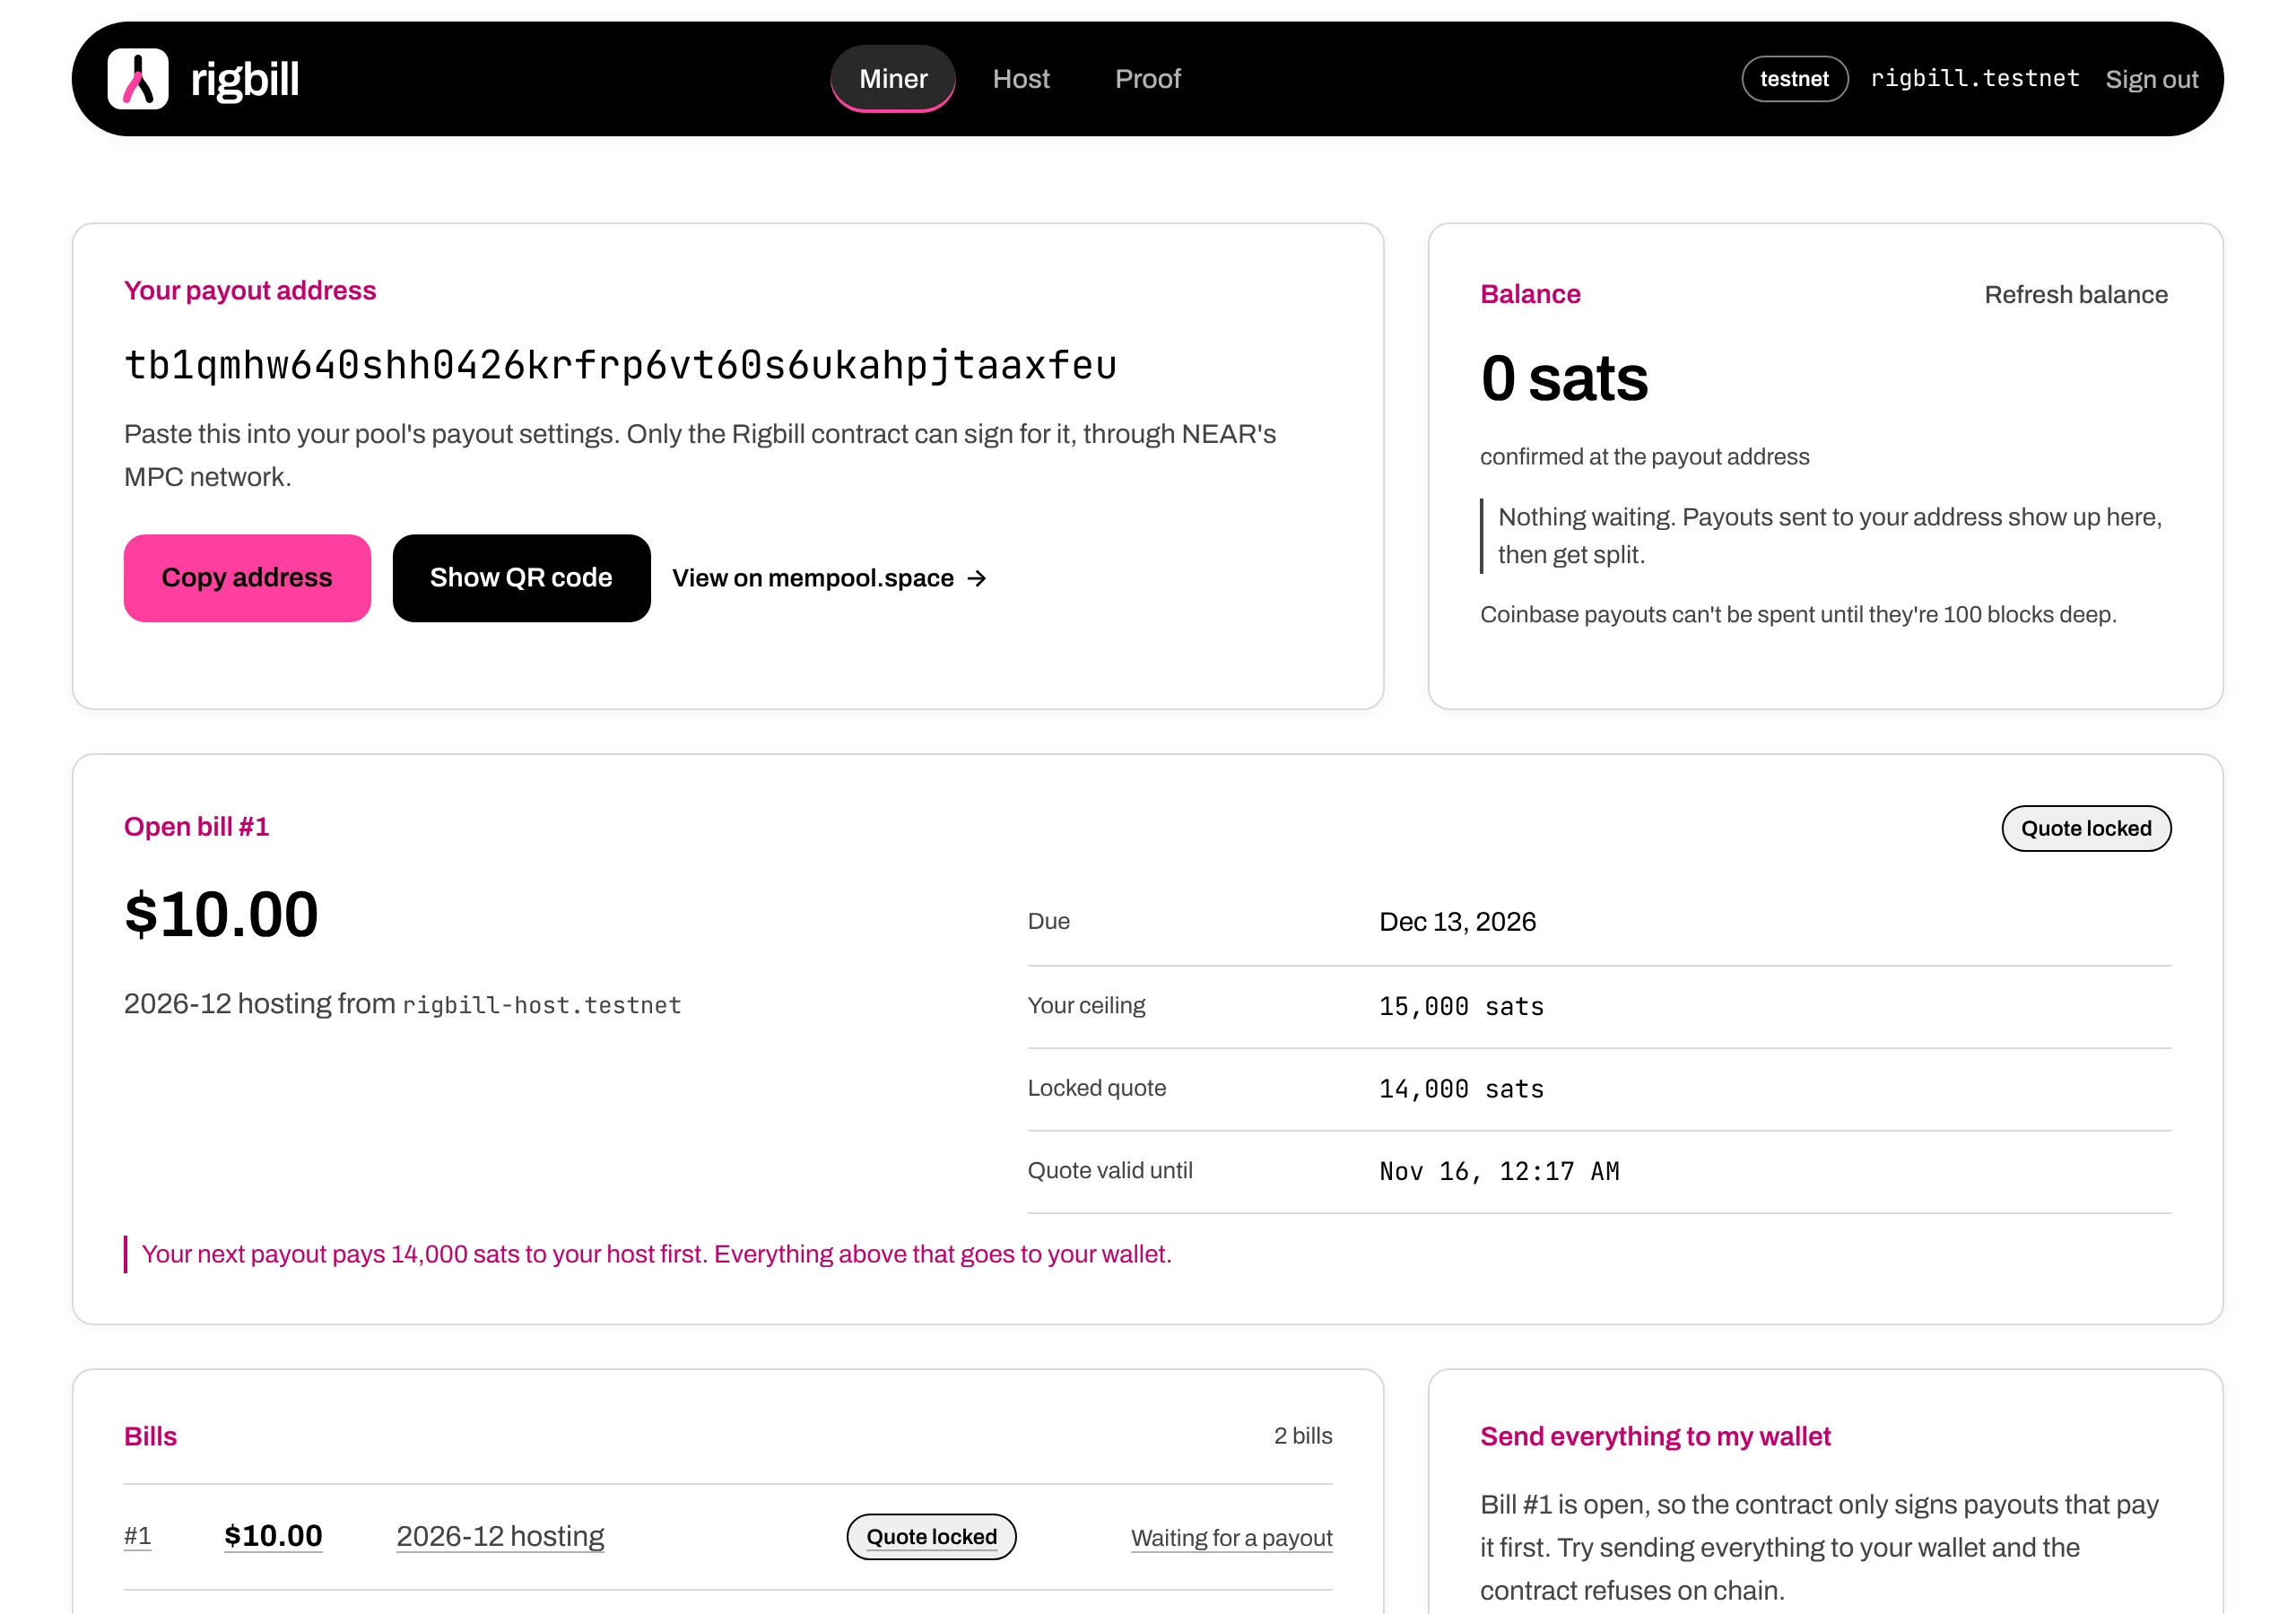 rigbill
Miner
Host
Proof
testnet
rigbill.testnet
Sign out
Your payout address
tb1qmhw640shh0426krfrp6vt60s6ukahpjtaaxfeu
Paste this into your pool's payout settings. Only the Rigbill contract can sign for it, through NEAR's
MPC network.
Copy address
Show QR code
View on mempool.space →
Balance
Refresh balance
0 sats
confirmed at the payout address
Nothing waiting. Payouts sent to your address show up here,
then get split.
Coinbase payouts can't be spent until they're 100 blocks deep.
Open bill #1
Quote locked
$10.00
2026-12 hosting from rigbill-host.testnet
Due Dec 13, 2026
Your ceiling 15,000 sats
Locked quote 14,000 sats
Quote valid until Nov 16, 12:17 AM
Your next payout pays 14,000 sats to your host first. Everything above that goes to your wallet.
Bills
2 bills
#1 $10.00 2026-12 hosting Quote locked Waiting for a payout
Send everything to my wallet
Bill #1 is open, so the contract only signs payouts that pay
it first. Try sending everything to your wallet and the
contract refuses on chain.